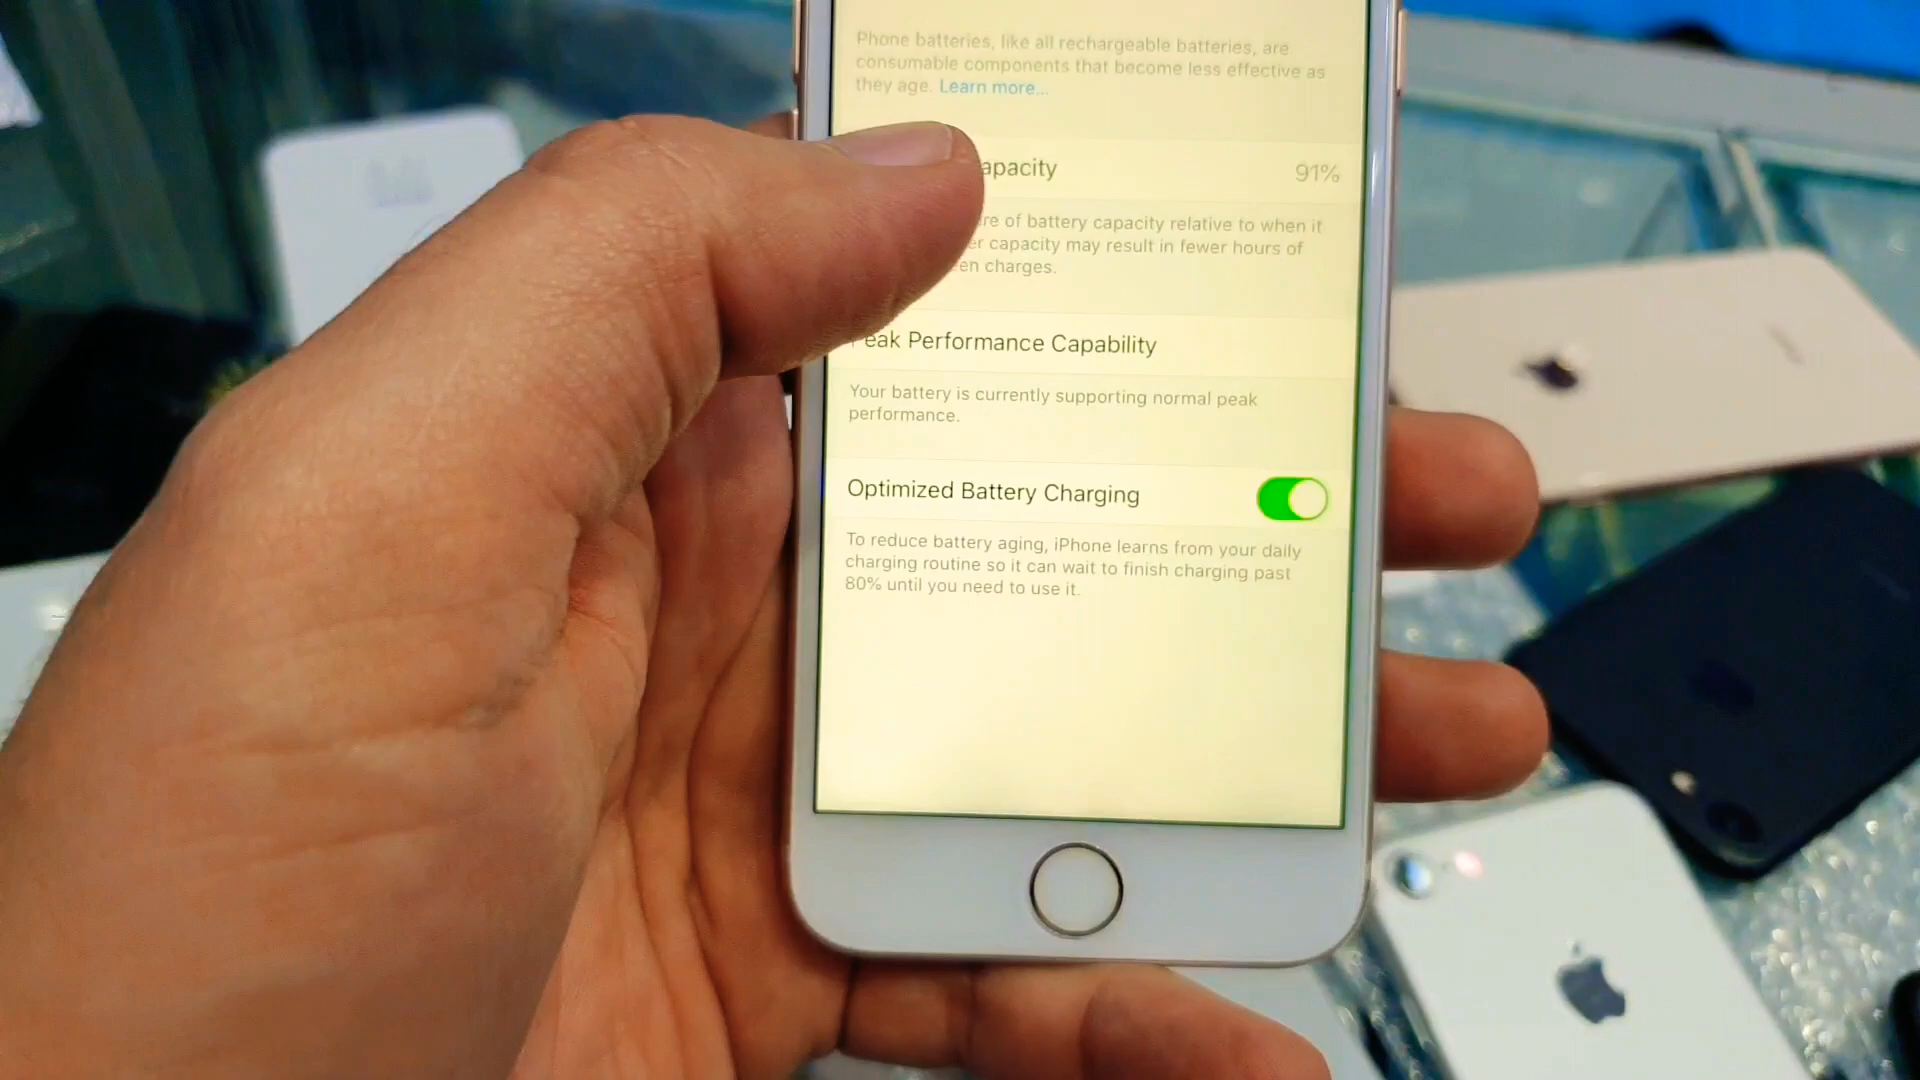 Phone batteries, like all rechargeable batteries, are
consumable components that become less effective as
they age. Learn more...
apacity 91%
re of battery capacity relative to when it
er capacity may result in fewer hours of
en charges.
Peak Performance Capability
Your battery is currently supporting normal peak
performance.
Optimized Battery Charging
To reduce battery aging, iPhone learns from your daily
charging routine so it can wait to finish charging past
80% until you need to use it.